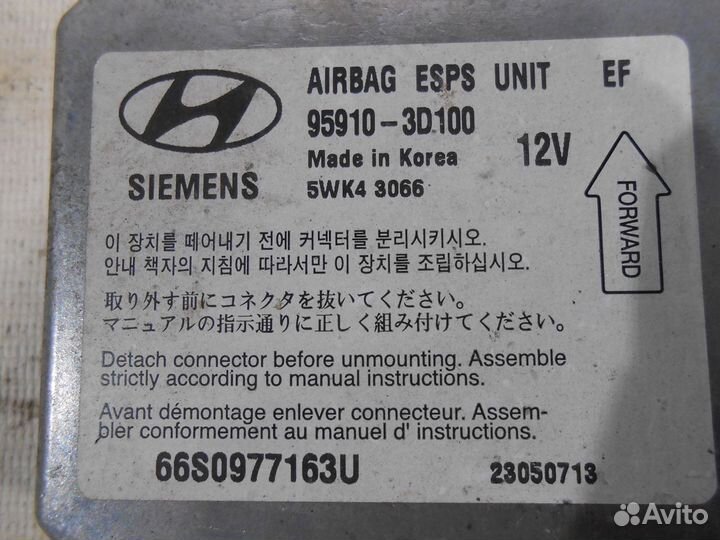 AIRBAG ESPS UNIT EF
95910-3D100
Made in Korea 12V
SIEMENS 5WK4 3066
FORWARD
이 장치를 떼어내기 전에 커넥터를 분리시키시오.
안내 책자의 지침에 따라서만 이 장치를 조립하십시오.
取り外す前にコネクタを抜いてください。
マニュアルの指示通りに正しく組み付けてください。
Detach connector before unmounting. Assemble
strictly according to manual instructions.
Avant démontage enlever connecteur. Assem-
bler conformement au manuel d' instructions.
66S0977163U 23050713
Avito